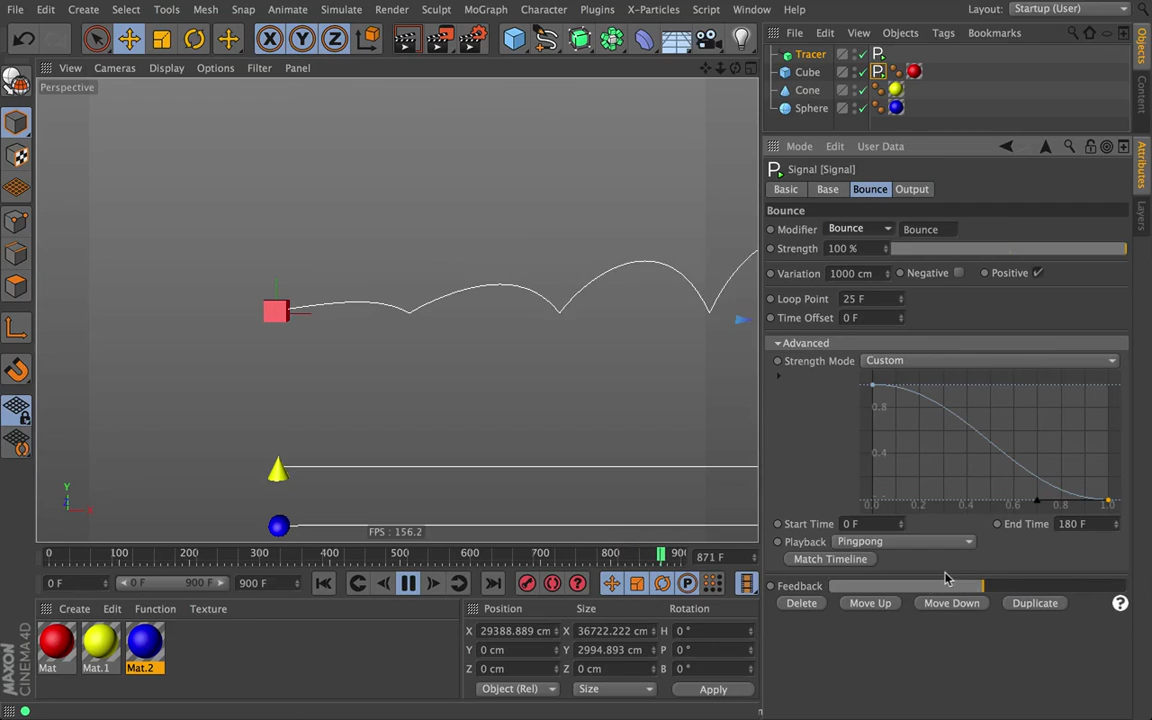 File Edit Create Select Tools Mesh Snap Animate Simulate Render Sculpt MoGraph Character Plugins X-Particles Script Window Help Layout: Startup (User)
File Edit View Objects Tags Bookmarks
View Cameras Display Options Filter Panel
Perspective
Tracer
Cube
Cone
Sphere
Objects
Content
Mode Edit User Data
Attributes
Layers
Signal [Signal]
Basic Base Bounce Output
Bounce
Modifier Bounce Bounce
Strength 100 %
Variation 1000 cm Negative Positive
Loop Point 25 F
Time Offset 0 F
Advanced
Strength Mode Custom
0.8
0.4
0.0 0.2 0.4 0.6 0.8 1.0
Start Time 0 F End Time 180 F
Playback Pingpong
Match Timeline
Feedback
Delete Move Up Move Down Duplicate ?
Y
FPS : 156.2
0 100 200 300 400 500 600 700 800 900 871 F
0 F 0 F 900 F 900 F
Create Edit Function Texture
Mat Mat.1 Mat.2
Position Size Rotation
X 29388.889 cm X 36722.222 cm H 0 °
Y 0 cm Y 2994.893 cm P 0 °
Z 0 cm Z 0 cm B 0 °
Object (Rel) Size Apply
MAXON
CINEMA 4D